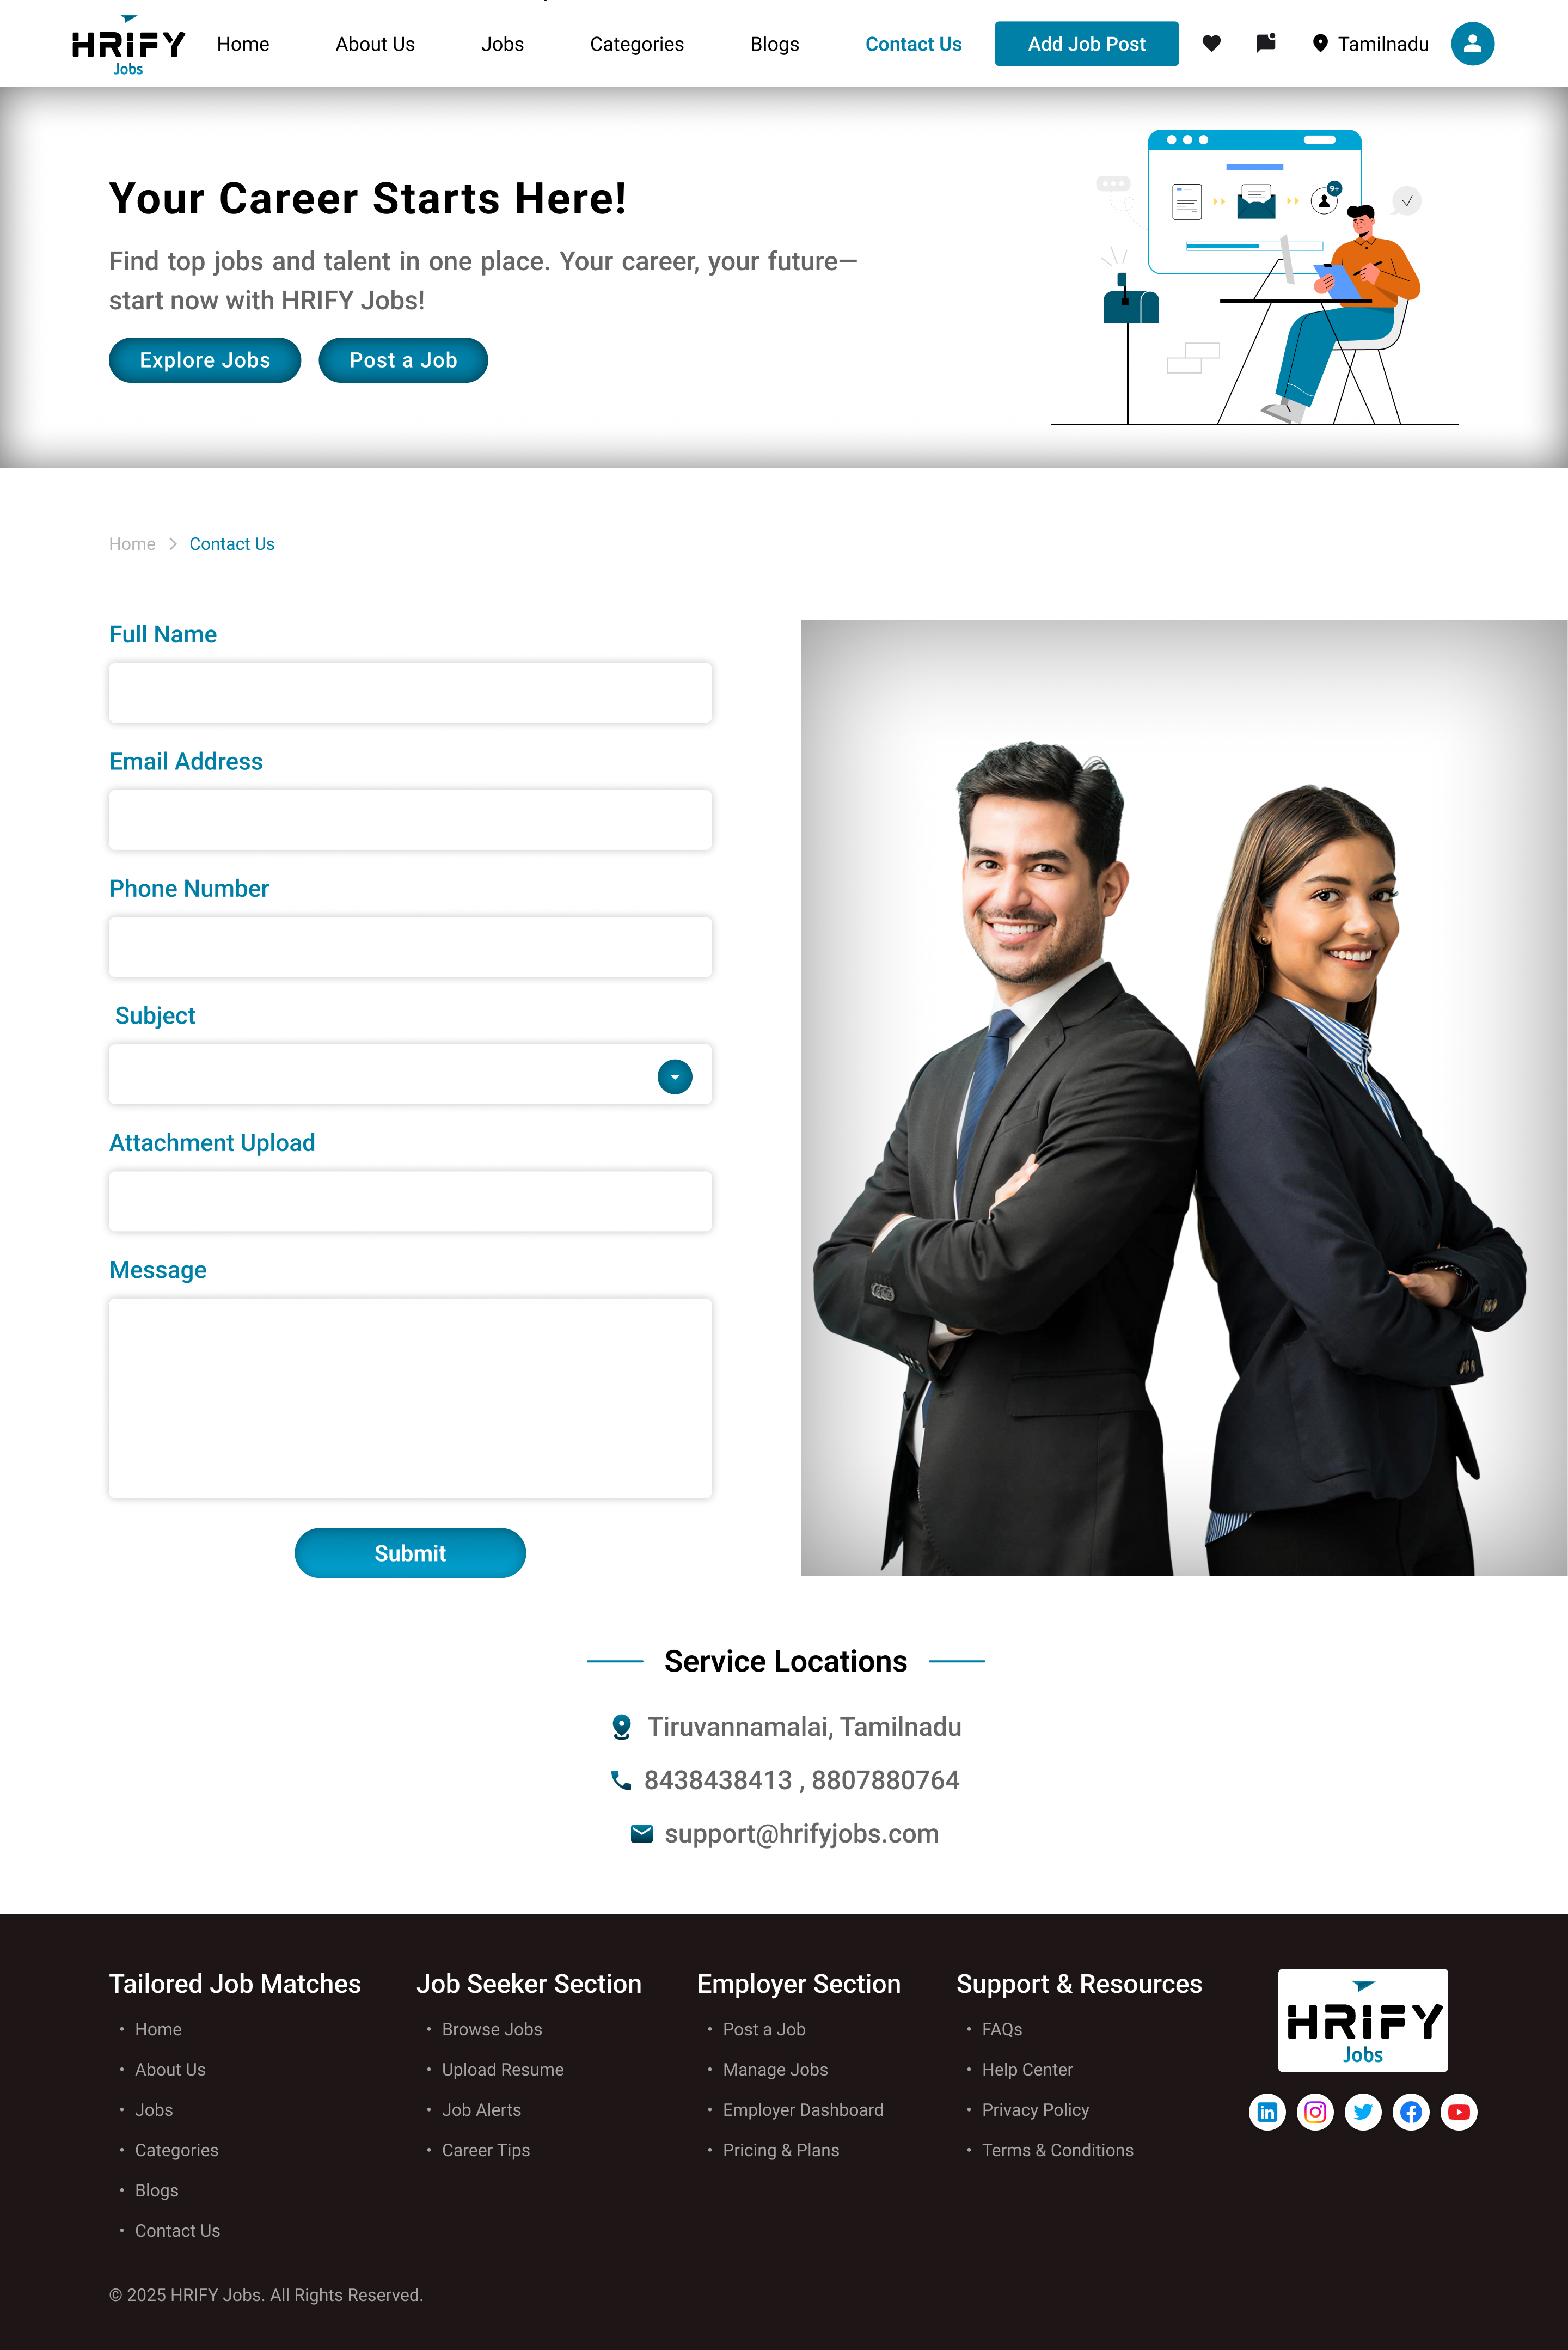 HRIFY
Jobs
Home
About Us
Jobs
Categories
Blogs
Contact Us
Add Job Post
Tamilnadu
Your Career Starts Here!
Find top jobs and talent in one place. Your career, your future—
start now with HRIFY Jobs!
Explore Jobs
Post a Job
9+
Home
Contact Us
Full Name
Email Address
Phone Number
Subject
Attachment Upload
Message
Submit
Service Locations
Tiruvannamalai, Tamilnadu
8438438413 , 8807880764
support@hrifyjobs.com
Tailored Job Matches
• Home
• About Us
• Jobs
• Categories
• Blogs
• Contact Us
Job Seeker Section
• Browse Jobs
• Upload Resume
• Job Alerts
• Career Tips
Employer Section
• Post a Job
• Manage Jobs
• Employer Dashboard
• Pricing & Plans
Support & Resources
• FAQs
• Help Center
• Privacy Policy
• Terms & Conditions
HRIFY
Jobs
in
© 2025 HRIFY Jobs. All Rights Reserved.